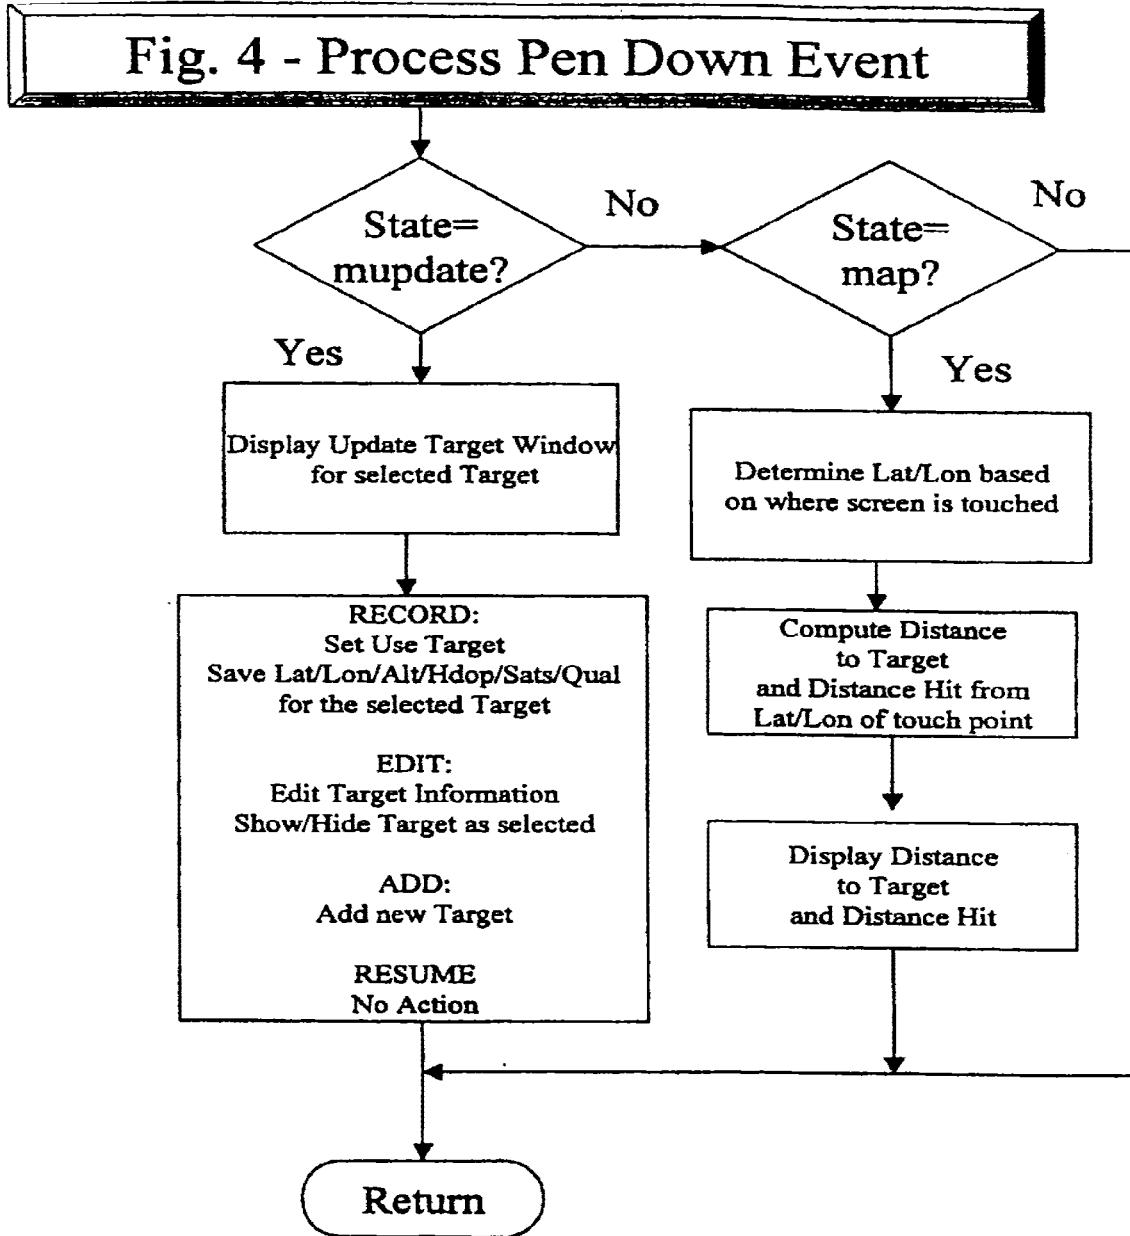 Fig. 4 - Process Pen Down Event
State=
mupdate?
No
State=
map?
No
Yes
Yes
Display Update Target Window
for selected Target
Determine Lat/Lon based
on where screen is touched
RECORD:
Set Use Target
Save Lat/Lon/Alt/Hdop/Sats/Qual
for the selected Target
EDIT:
Edit Target Information
Show/Hide Target as selected
ADD:
Add new Target
RESUME
No Action
Compute Distance
to Target
and Distance Hit from
Lat/Lon of touch point
Display Distance
to Target
and Distance Hit
Return